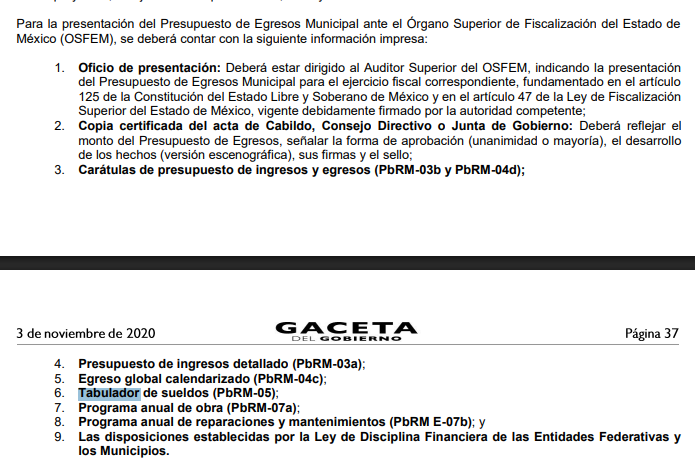 Para la presentación del Presupuesto de Egresos Municipal ante el Órgano Superior de Fiscalización del Estado de
México (OSFEM), se deberá contar con la siguiente información impresa:
1. Oficio de presentación: Deberá estar dirigido al Auditor Superior del OSFEM, indicando la presentación
del Presupuesto de Egresos Municipal para el ejercicio fiscal correspondiente, fundamentado en el artículo
125 de la Constitución del Estado Libre y Soberano de México y en el artículo 47 de la Ley de Fiscalización
Superior del Estado de México, vigente debidamente firmado por la autoridad competente;
2. Copia certificada del acta de Cabildo, Consejo Directivo o Junta de Gobierno: Deberá reflejar el
monto del Presupuesto de Egresos, señalar la forma de aprobación (unanimidad o mayoría), el desarrollo
de los hechos (versión escenográfica), sus firmas y el sello;
3. Carátulas de presupuesto de ingresos y egresos (PbRM-03b y PbRM-04d);
3 de noviembre de 2020
GACETA
DEL GOBIERNO
Página 37
4. Presupuesto de ingresos detallado (PbRM-03a);
5. Egreso global calendarizado (PbRM-04c);
6. Tabulador de sueldos (PbRM-05);
7. Programa anual de obra (PbRM-07a);
8. Programa anual de reparaciones y mantenimientos (PbRM E-07b); y
9. Las disposiciones establecidas por la Ley de Disciplina Financiera de las Entidades Federativas y
los Municipios.